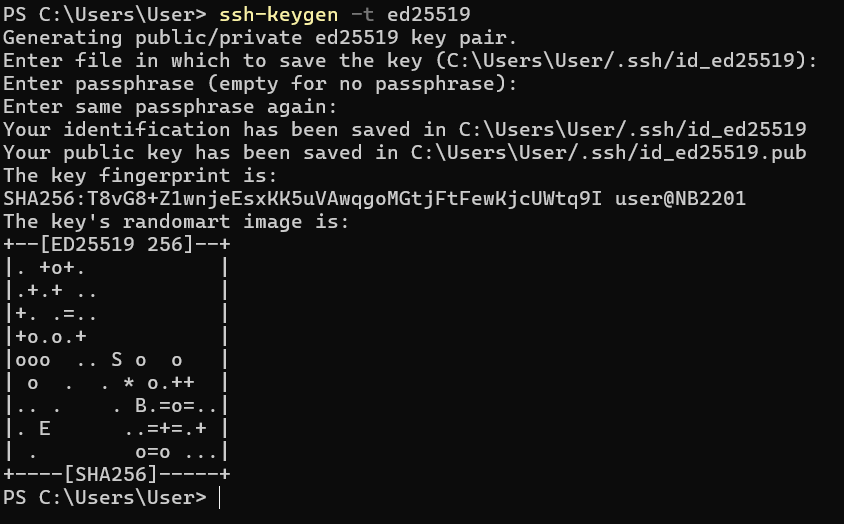 PS C:\Users\User> ssh-keygen -t ed25519
Generating public/private ed25519 key pair.
Enter file in which to save the key (C:\Users\User/.ssh/id_ed25519):
Enter passphrase (empty for no passphrase):
Enter same passphrase again:
Your identification has been saved in C:\Users\User/.ssh/id_ed25519
Your public key has been saved in C:\Users\User/.ssh/id_ed25519.pub
The key fingerprint is:
SHA256:T8vG8+Z1wnjeEsxKK5uVAwqgoMGtjFtFewKjcUWtq9I user@NB2201
The key's randomart image is:
+--[ED25519 256]--+
|. +o+.           |
|.+.+ ..          |
|+. .=..          |
|+o.o.+           |
|ooo  .. S o  o   |
| o  .  . * o.++  |
|.. .    . B.=o=..|
|. E      ..=+=.+ |
| .        o=o ...|
+----[SHA256]-----+
PS C:\Users\User>